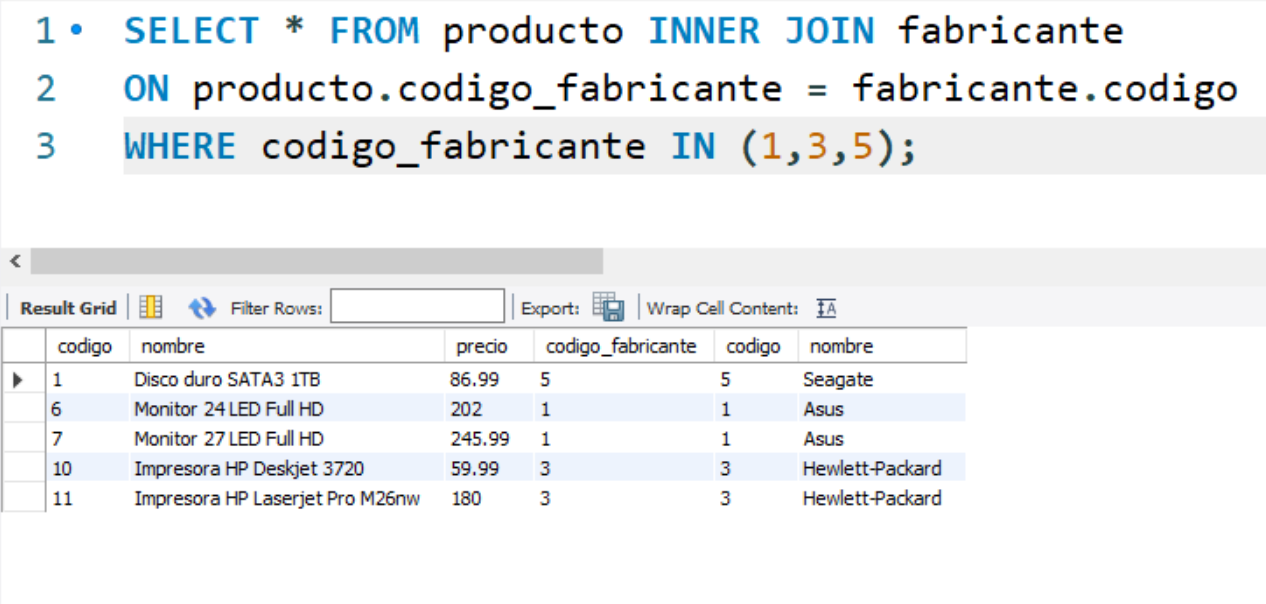 1 SELECT * FROM producto INNER JOIN fabricante
2 ON producto.codigo_fabricante = fabricante.codigo
3 WHERE codigo_fabricante IN (1,3,5);
Result Grid Filter Rows: Export: Wrap Cell Content: IA
codigo nombre precio codigo_fabricante codigo nombre
1 Disco duro SATA3 1TB 86.99 5 5 Seagate
6 Monitor 24 LED Full HD 202 1 1 Asus
7 Monitor 27 LED Full HD 245.99 1 1 Asus
10 Impresora HP Deskjet 3720 59.99 3 3 Hewlett-Packard
11 Impresora HP Laserjet Pro M26nw 180 3 3 Hewlett-Packard